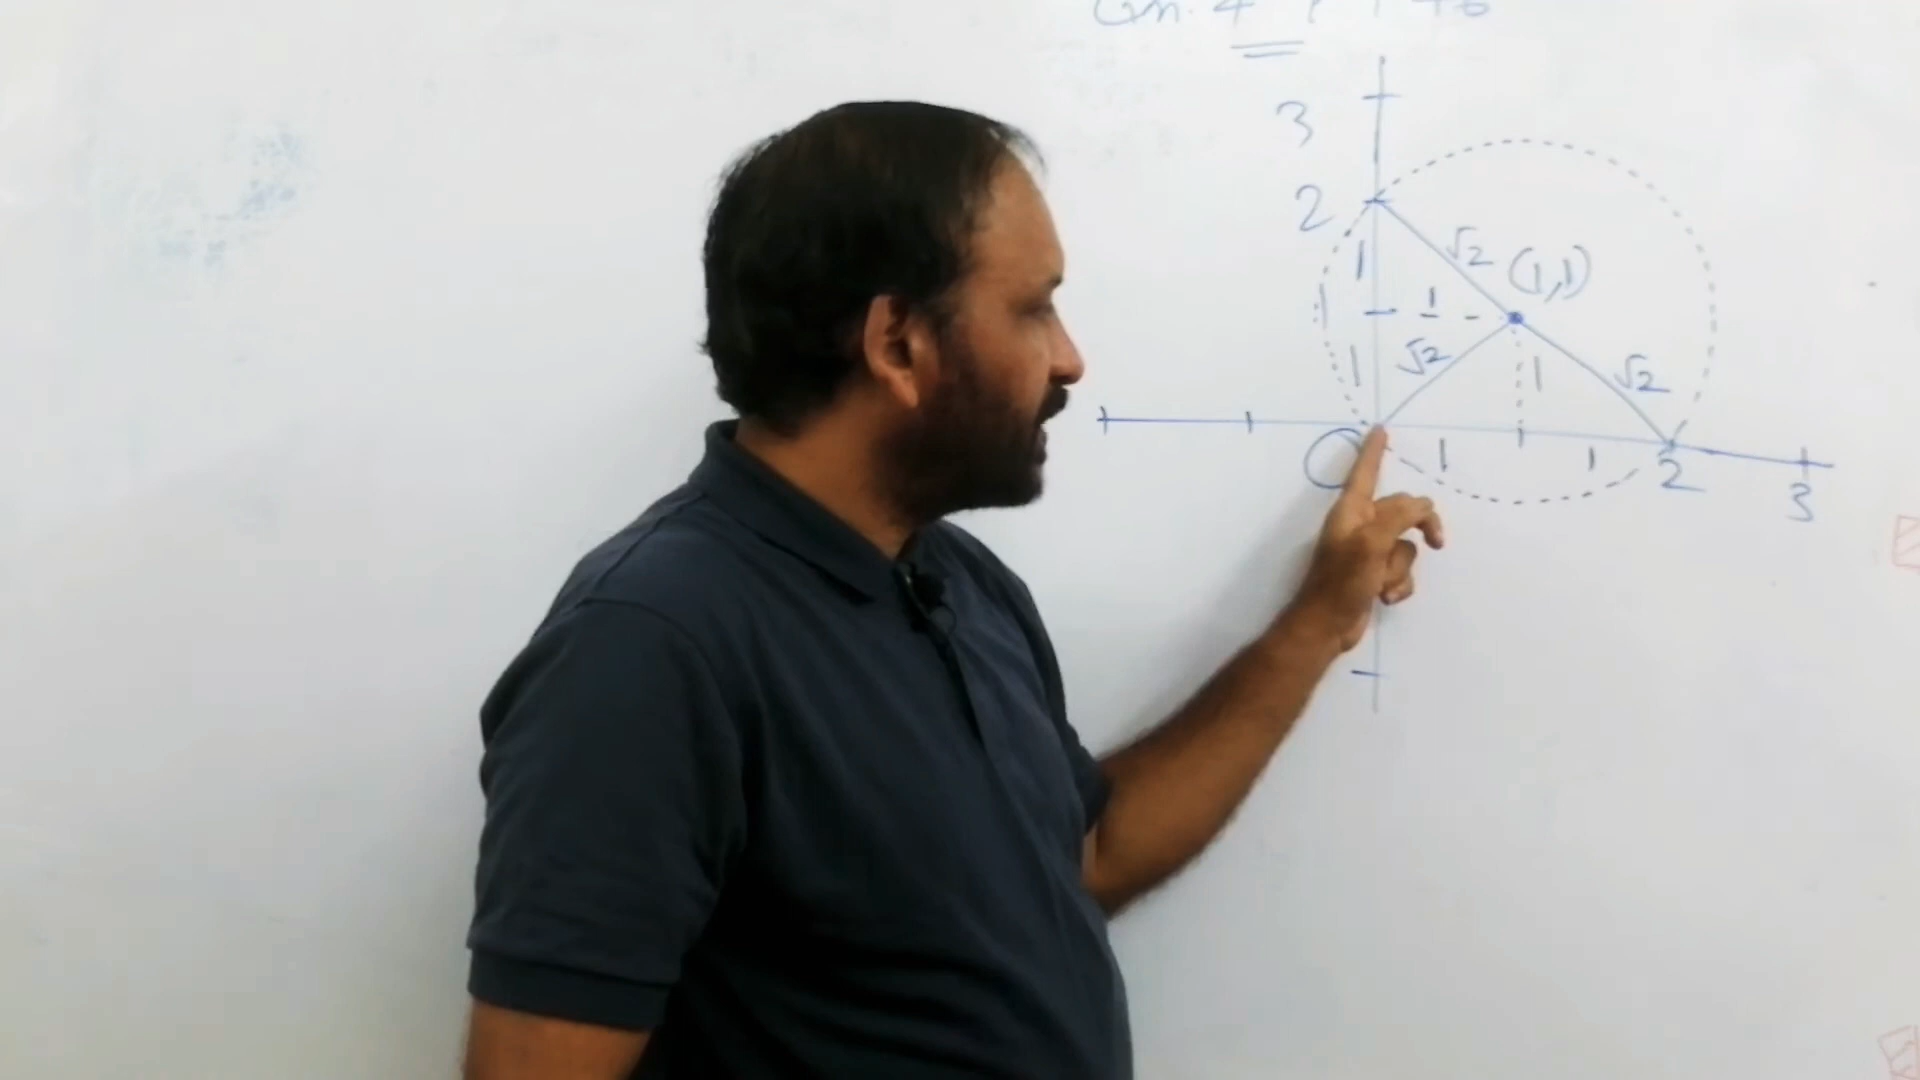 3
2
√2 (1,1)
1
1 1
1 √2 1 √2
O 1 1 2 3